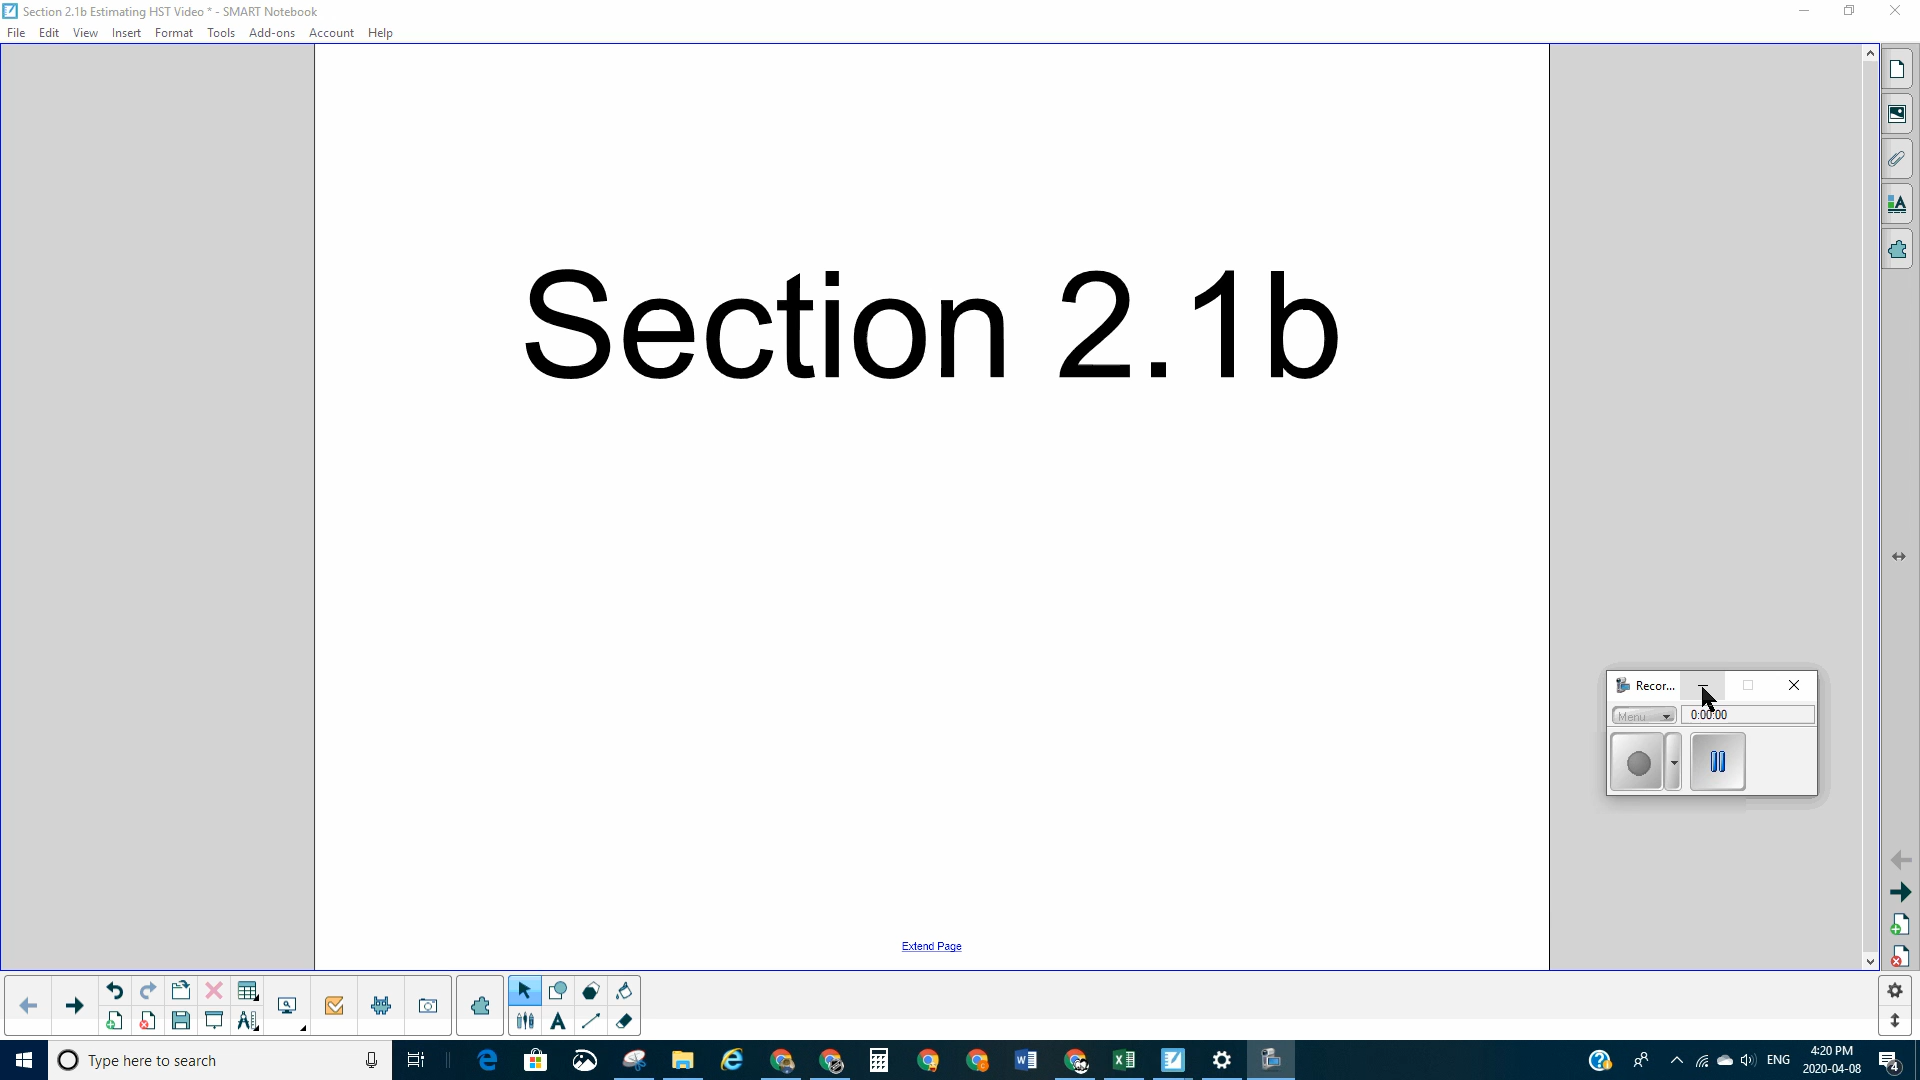 Section 2.1b Estimating HST Video * - SMART Notebook
File Edit View Insert Format Tools Add-ons Account Help
Section 2.1b
Recor...
Menu 0:00:00
Extend Page
Type here to search
ENG
4:20 PM
2020-04-08
4